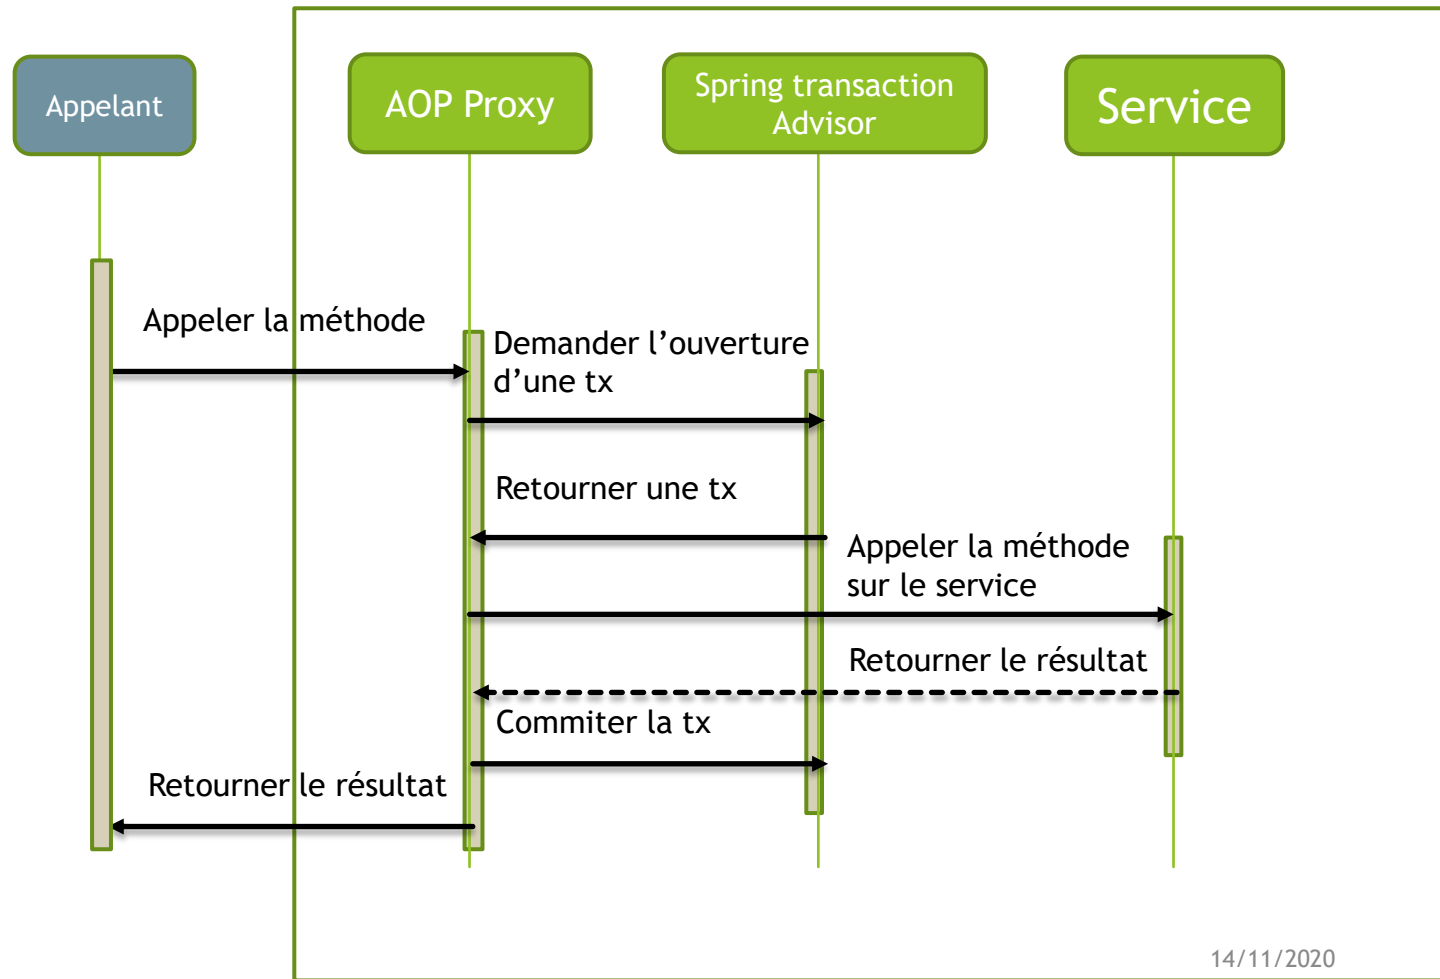 Appelant
AOP Proxy
Spring transaction
Advisor
Service
Appeler la méthode
Demander l’ouverture
d’une tx
Retourner une tx
Appeler la méthode
sur le service
Retourner le résultat
Commiter la tx
Retourner le résultat
14/11/2020